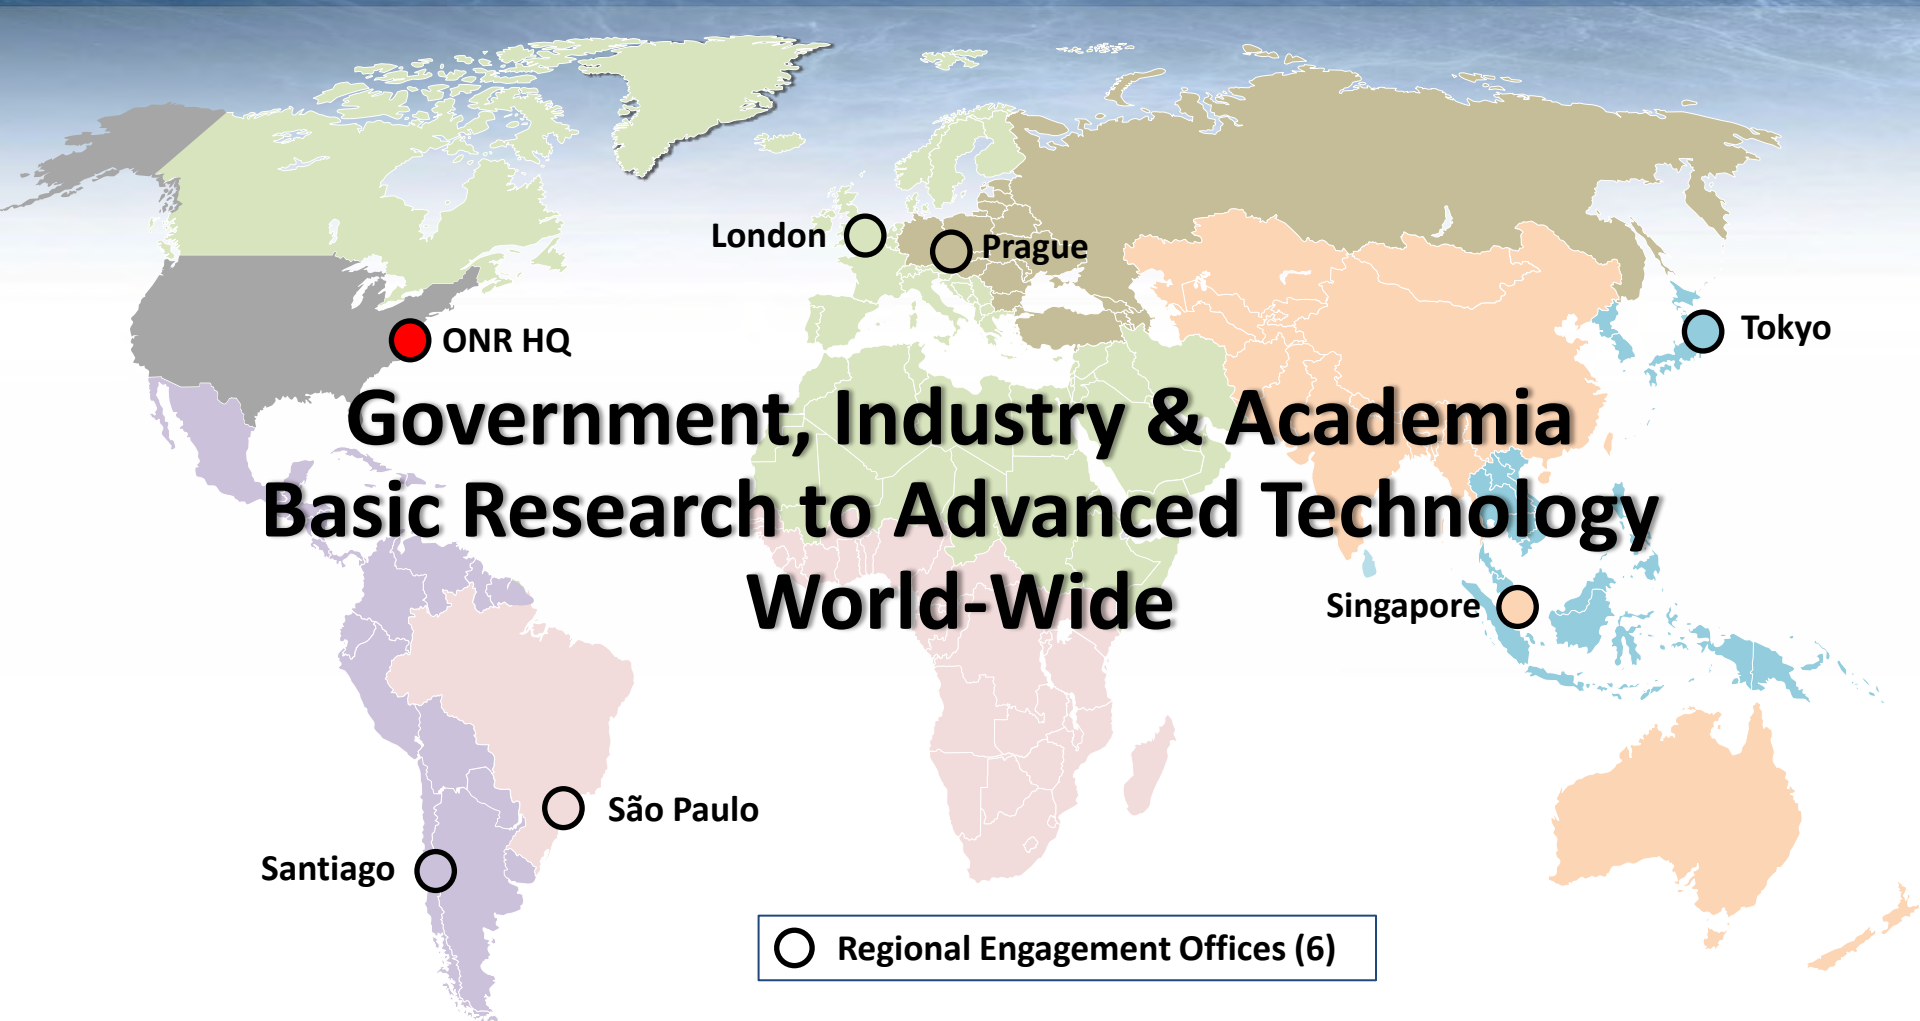 London
Prague
ONR HQ
Tokyo
Government, Industry & Academia
Basic Research to Advanced Technology
World-Wide
Singapore
São Paulo
Santiago
Regional Engagement Offices (6)